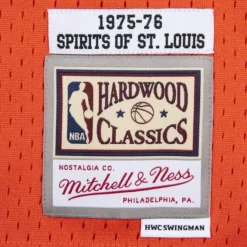 1975-76
SPIRITS OF ST. LOUIS
HARDWOOD
NBA
CLASSICS
NOSTALGIA CO.
Mitchell & Ness
PHILADELPHIA, PA.
HWC SWINGMAN